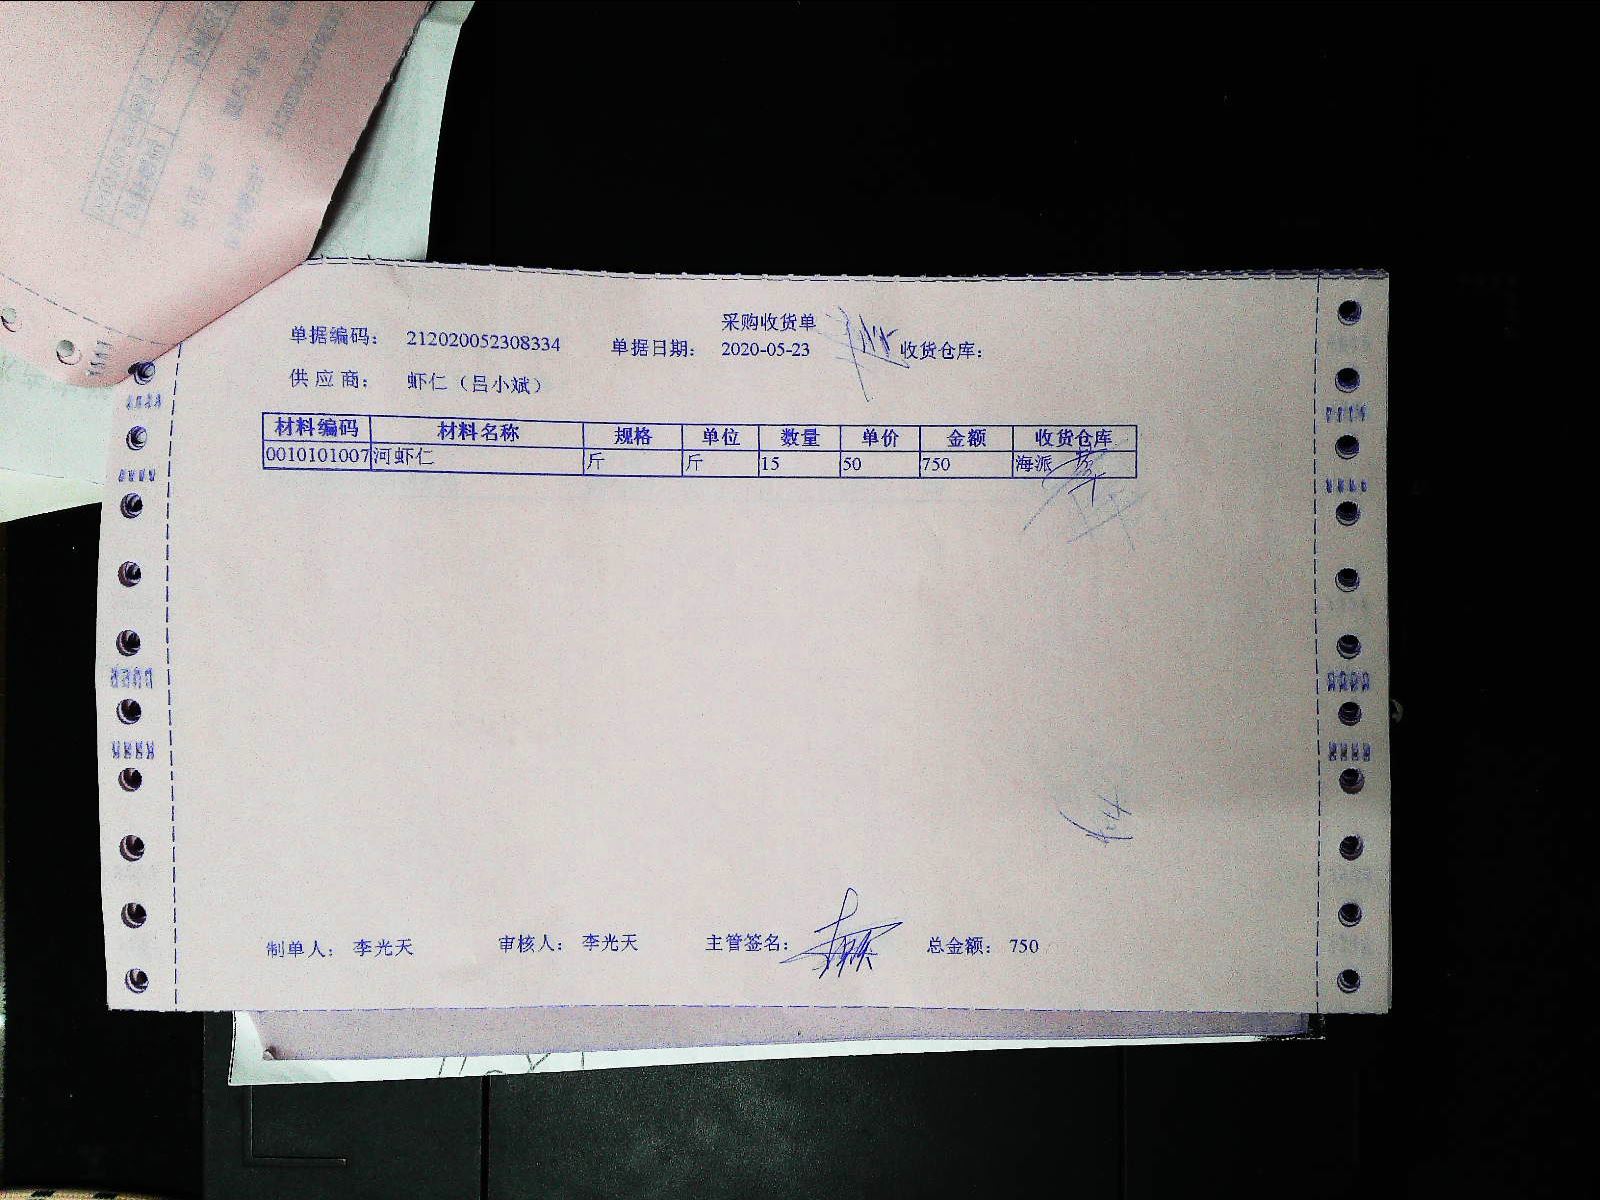 采购收货单
单据编码： 212020052308334 单据日期： 2020-05-23 收货仓库：
供 应 商： 虾仁（吕小斌）
材料编码 材料名称 规格 单位 数量 单价 金额 收货仓库
0010101007 河虾仁 斤 斤 15 50 750 海派
制单人： 李光天 审核人： 李光天 主管签名： 总金额： 750